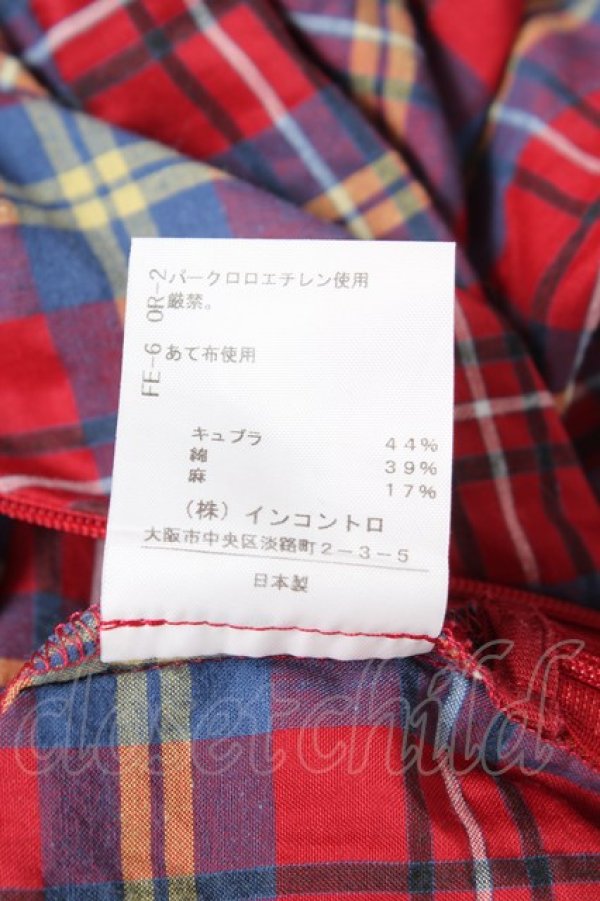 OR-2
パークロロエチレン使用
厳禁。
FE-6
あて布使用
キュプラ 44%
綿 39%
麻 17%
(株)インコントロ
大阪市中央区淡路町2-3-5
日本製
closetchild